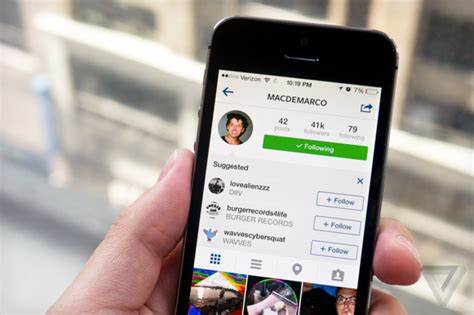 Verizon 10:19 PM 7%
MACDEMARCO
42 41k 79
posts followers following
✓ Following
Suggested ×
lovealienzzz
DIIV
+ Follow
burgerrecords4life
BURGER RECORDS
+ Follow
wavvescybersquat
WAVVES
+ Follow